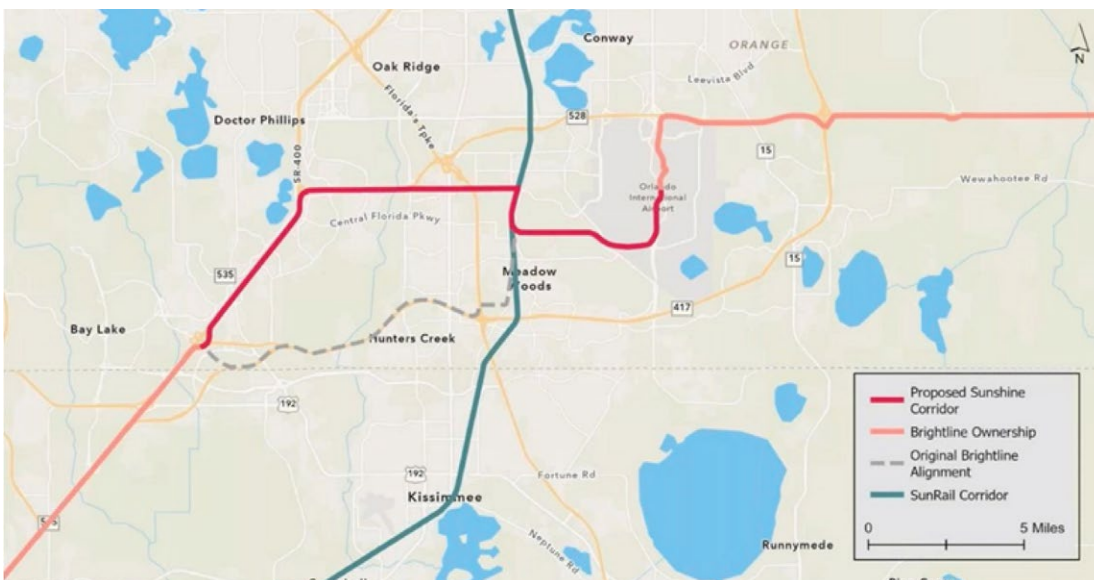 Conway
ORANGE
N
Oak Ridge
Leevista Blvd
Florida's Tpke
Doctor Phillips
528
SR-400
15
Orlando
International
Airport
Wewahootee Rd
Central Florida Pkwy
535
Meadow
Woods
15
417
Bay Lake
Hunters Creek
192
Proposed Sunshine
Corridor
Brightline Ownership
Original Brightline
Alignment
SunRail Corridor
0
5 Miles
192
Fortune Rd
Kissimmee
Neptune Rd
Runnymede